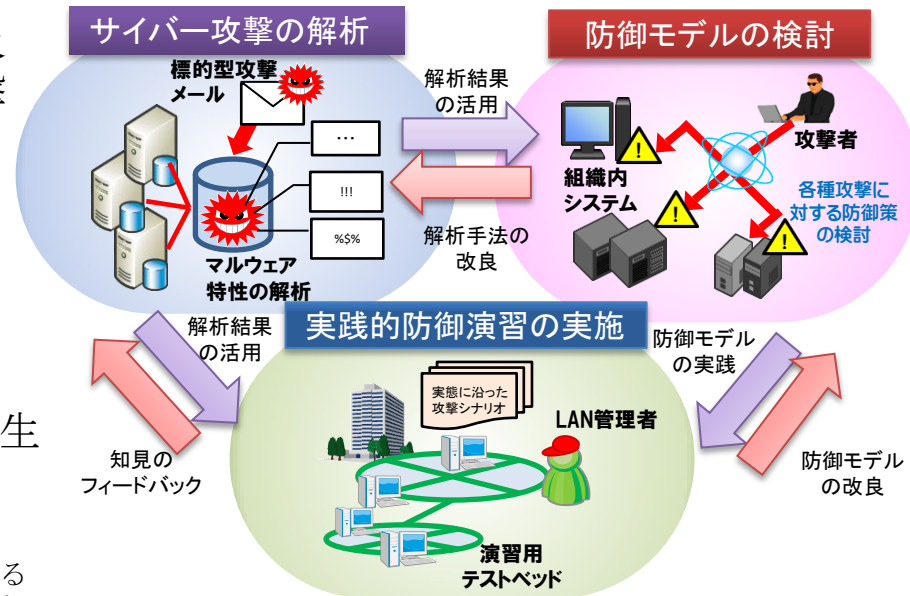 サイバー攻撃の解析
標的型攻撃
メール
...
!!!
%$%
マルウェア
特性の解析
解析結果
の活用
解析手法の
改良
防御モデルの検討
攻撃者
組織内
システム
各種攻撃に
対する防御策
の検討
!
!
!
解析結果
の活用
知見の
フィードバック
実践的防御演習の実施
実態に沿った
攻撃シナリオ
LAN管理者
演習用
テストベッド
防御モデル
の実践
防御モデル
の改良
生
る